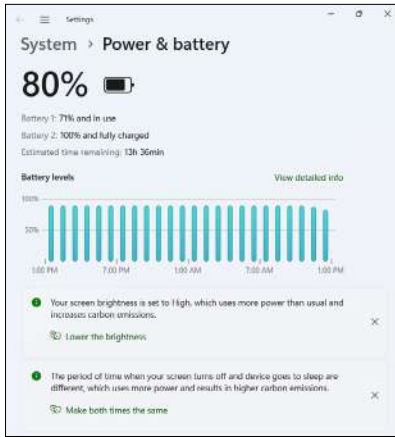 Settings
System > Power & battery
80%
Battery 1: 71% and in use
Battery 2: 100% and fully charged
Estimated time remaining: 13h 36min
Battery levels View detailed info
100%
50%
1:00 PM 7:00 PM 1:00 AM 7:00 AM 1:00 PM
Your screen brightness is set to High, which uses more power than usual and
increases carbon emissions.
Lower the brightness
The period of time when your screen turns off and device goes to sleep are
different, which uses more power and results in higher carbon emissions.
Make both times the same